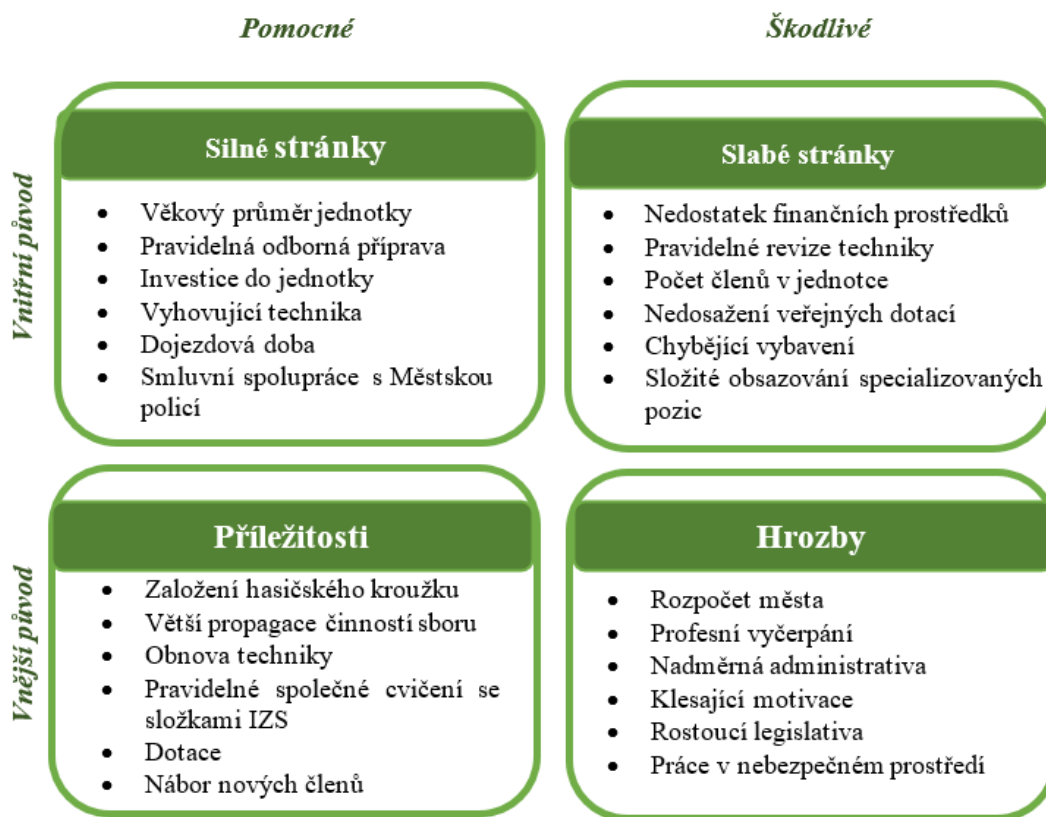 Pomocné
Škodlivé
Vnitřní původ
Silné stránky
• Věkový průměr jednotky
• Pravidelná odborná příprava
• Investice do jednotky
• Vyhovující technika
• Dojezdová doba
• Smluvní spolupráce s Městskou
policí
Slabé stránky
• Nedostatek finančních prostředků
• Pravidelné revize techniky
• Počet členů v jednotce
• Nedosažení veřejných dotací
• Chybějící vybavení
• Složité obsazování specializovaných
pozic
Vnější původ
Příležitosti
• Založení hasičského kroužku
• Větší propagace činností sboru
• Obnova techniky
• Pravidelné společné cvičení se
složkami IZS
• Dotace
• Nábor nových členů
Hrozby
• Rozpočet města
• Profesní vyčerpání
• Nadměrná administrativa
• Klesající motivace
• Rostoucí legislativa
• Práce v nebezpečném prostředí